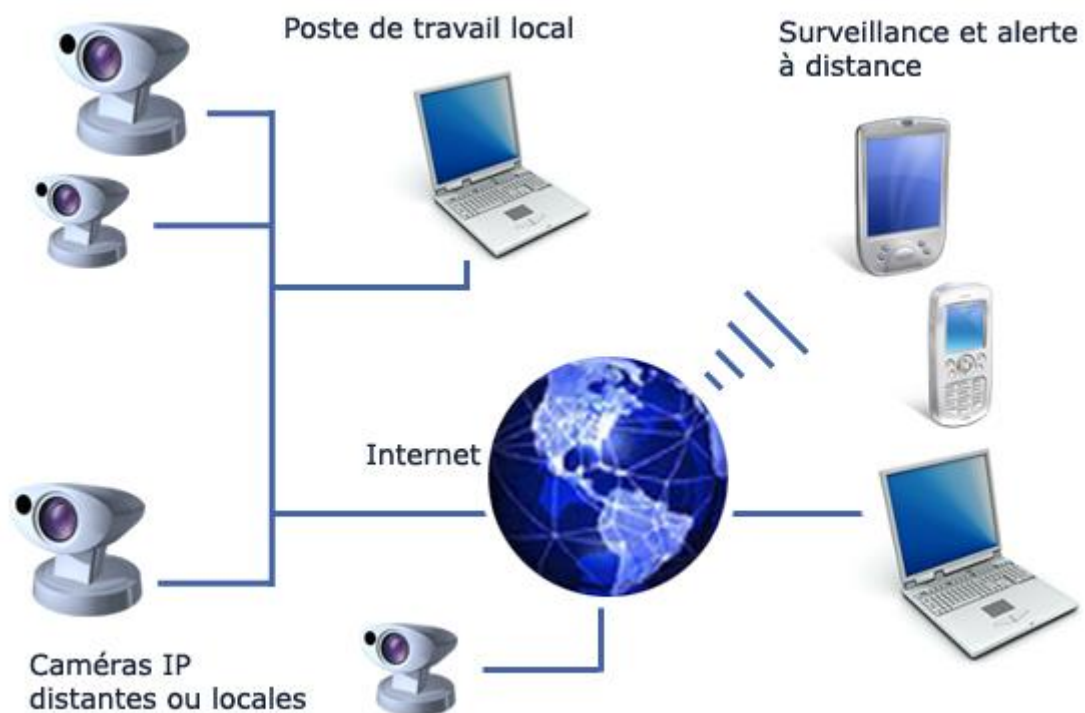 Poste de travail local
Surveillance et alerte
à distance
Internet
Caméras IP
distantes ou locales